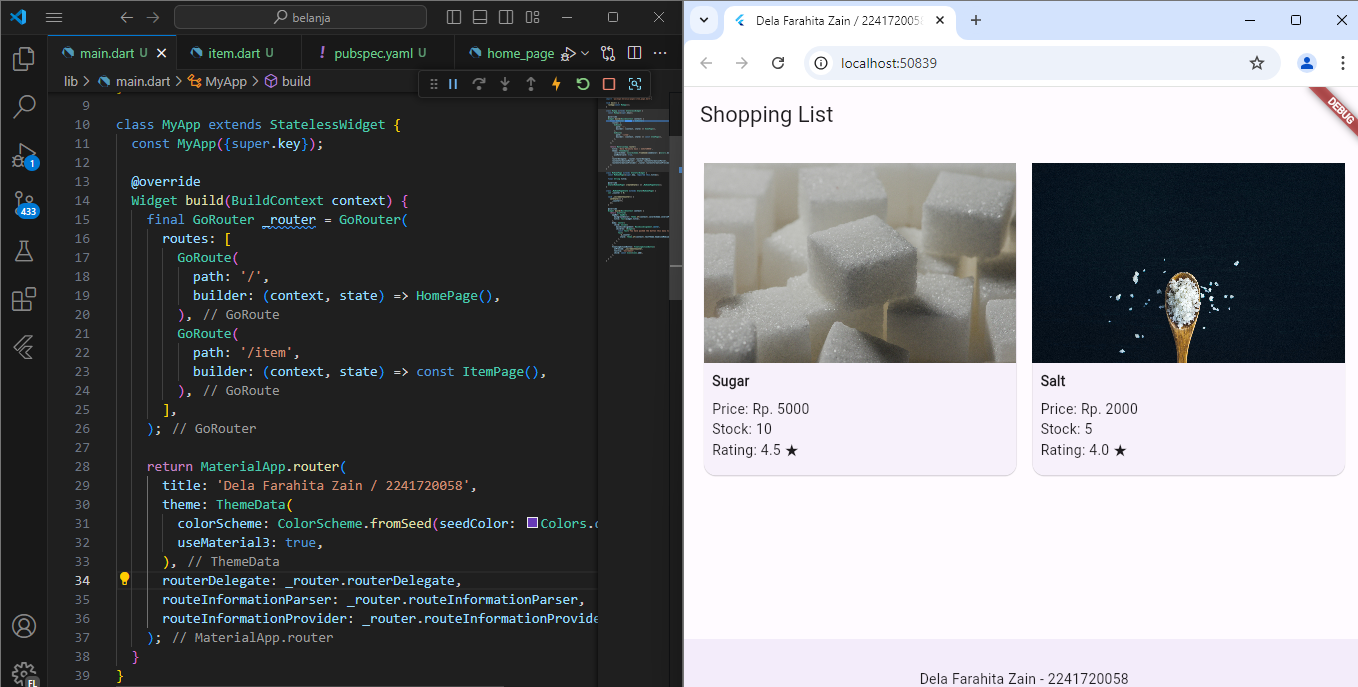 belanja
main.dart U
item.dart U
! pubspec.yaml U
home_page
lib > main.dart > MyApp > build
9
10 class MyApp extends StatelessWidget {
11 const MyApp({super.key});
12
13 @override
14 Widget build(BuildContext context) {
15 final GoRouter _router = GoRouter(
16 routes: [
17 GoRoute(
18 path: '/',
19 builder: (context, state) => HomePage(),
20 ), // GoRoute
21 GoRoute(
22 path: '/item',
23 builder: (context, state) => const ItemPage(),
24 ), // GoRoute
25 ],
26 ); // GoRouter
27
28 return MaterialApp.router(
29 title: 'Dela Farahita Zain / 2241720058',
30 theme: ThemeData(
31 colorScheme: ColorScheme.fromSeed(seedColor: Colors.
32 useMaterial3: true,
33 ), // ThemeData
34 routerDelegate: _router.routerDelegate,
35 routeInformationParser: _router.routeInformationParser,
36 routeInformationProvider: _router.routeInformationProvide
37 ); // MaterialApp.router
38 }
39 }
1
433
FL
Dela Farahita Zain / 224172005
localhost:50839
DEBUG
Shopping List
Sugar
Price: Rp. 5000
Stock: 10
Rating: 4.5 ★
Salt
Price: Rp. 2000
Stock: 5
Rating: 4.0 ★
Dela Farahita Zain - 2241720058